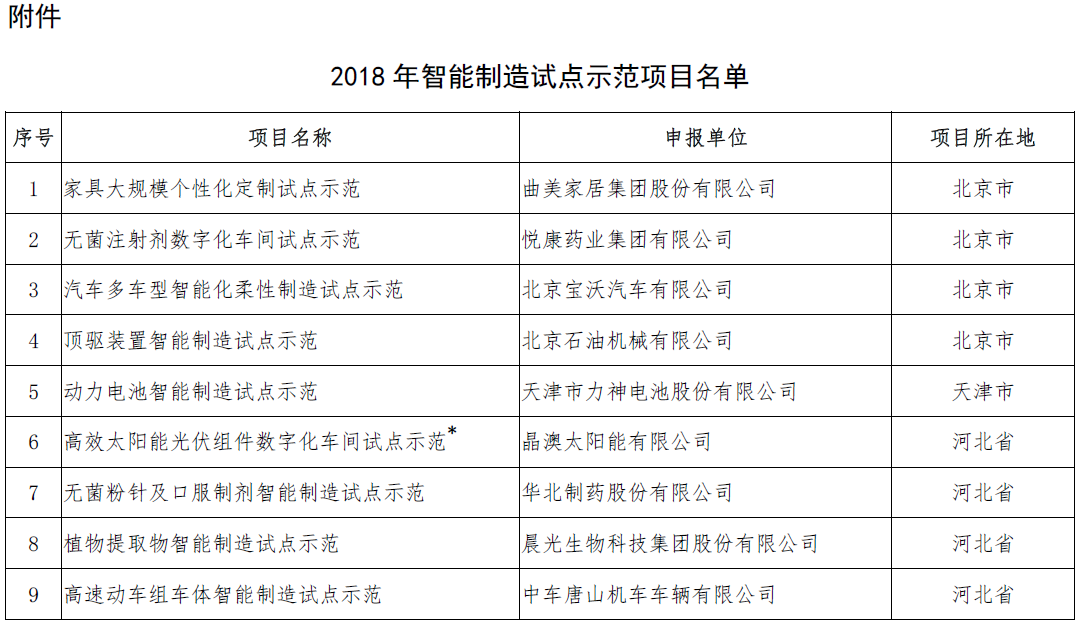 附件
2018 年智能制造试点示范项目名单
序号 项目名称 申报单位 项目所在地
1 家具大规模个性化定制试点示范 曲美家居集团股份有限公司 北京市
2 无菌注射剂数字化车间试点示范 悦康药业集团有限公司 北京市
3 汽车多车型智能化柔性制造试点示范 北京宝沃汽车有限公司 北京市
4 顶驱装置智能制造试点示范 北京石油机械有限公司 北京市
5 动力电池智能制造试点示范 天津市力神电池股份有限公司 天津市
6 高效太阳能光伏组件数字化车间试点示范* 晶澳太阳能有限公司 河北省
7 无菌粉针及口服制剂智能制造试点示范 华北制药股份有限公司 河北省
8 植物提取物智能制造试点示范 晨光生物科技集团股份有限公司 河北省
9 高速动车组车体智能制造试点示范 中车唐山机车车辆有限公司 河北省